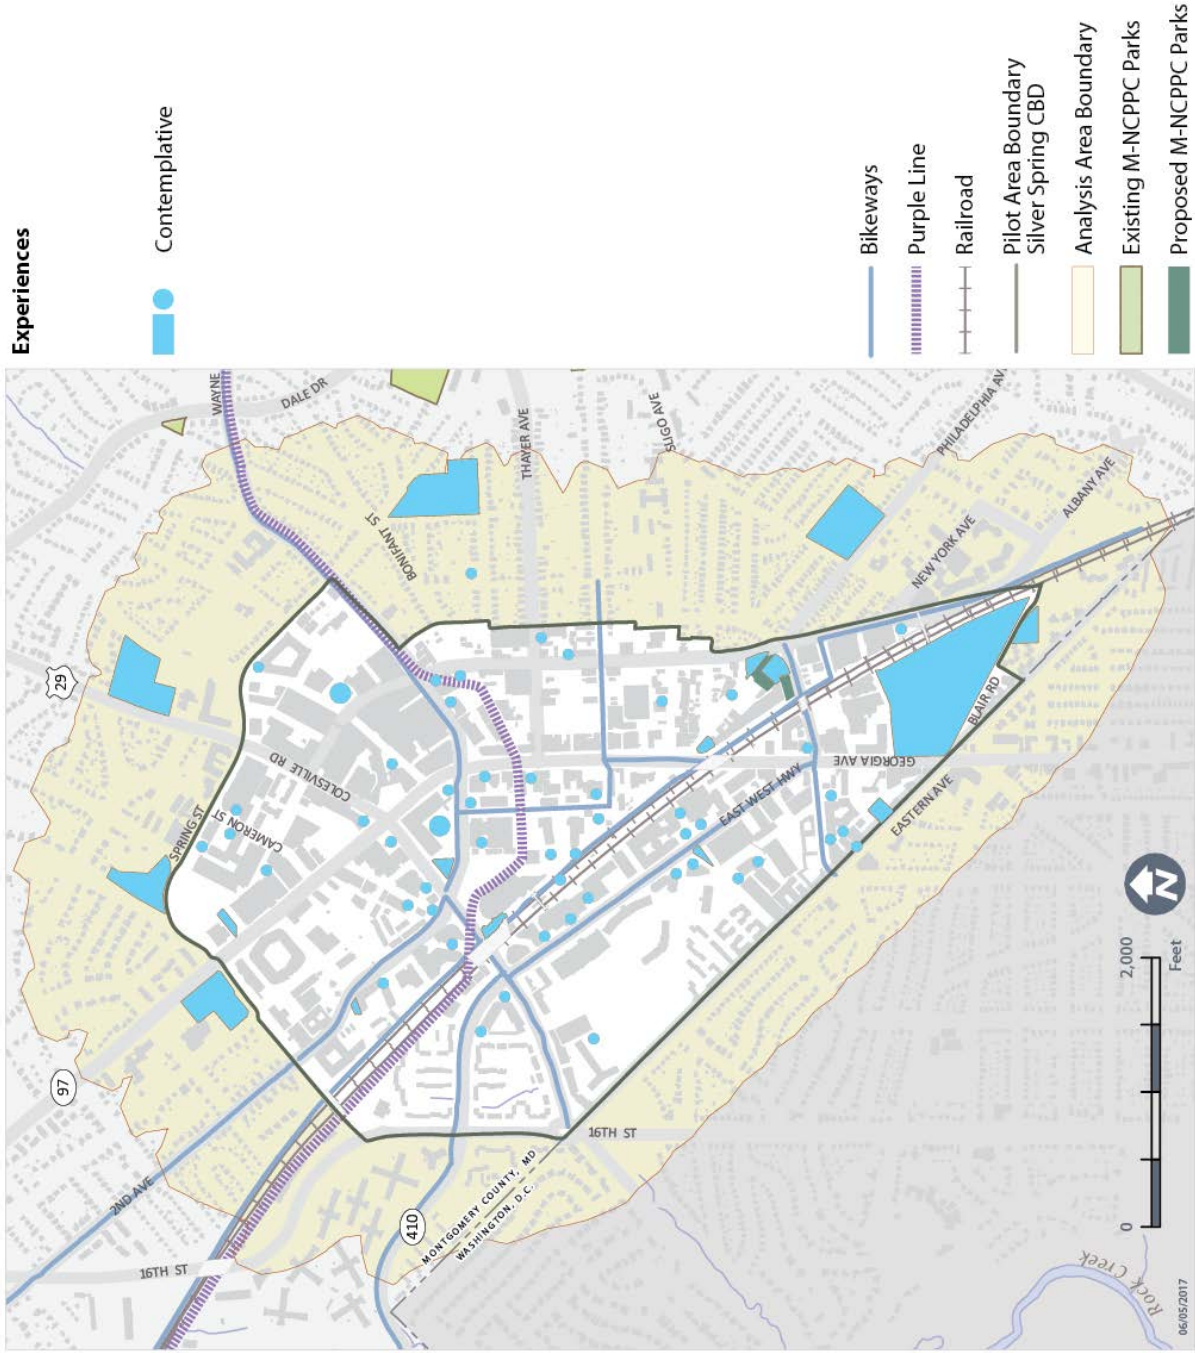 Experiences
Contemplative
Bikeways
Purple Line
Railroad
Pilot Area Boundary
Silver Spring CBD
Analysis Area Boundary
Existing M-NCPPC Parks
Proposed M-NCPPC Parks
WAYNE
DALE DR
THAYER AVE
SLIGO AVE
PHILADELPHIA AV
ALBANY AVE
NEW YORK AVE
BONIFANT ST
29
COLESVILLE RD
SPRING ST
CAMERON ST
GEORGIA AVE
BLAIR RD
EAST WEST HWY
EASTERN AVE
97
2ND AVE
16TH ST
16TH ST
410
MONTGOMERY COUNTY, MD
WASHINGTON, D.C.
N
0
2,000
Feet
Rock Creek
06/05/2017